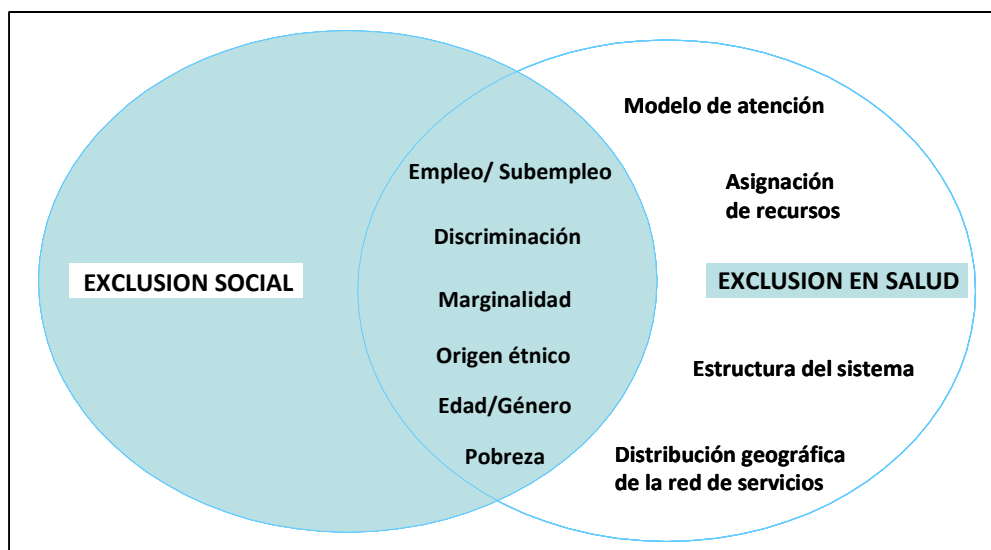 EXCLUSION SOCIAL
Empleo/ Subempleo
Discriminación
Marginalidad
Origen étnico
Edad/Género
Pobreza
Modelo de atención
Asignación
de recursos
EXCLUSION EN SALUD
Estructura del sistema
Distribución geográfica
de la red de servicios